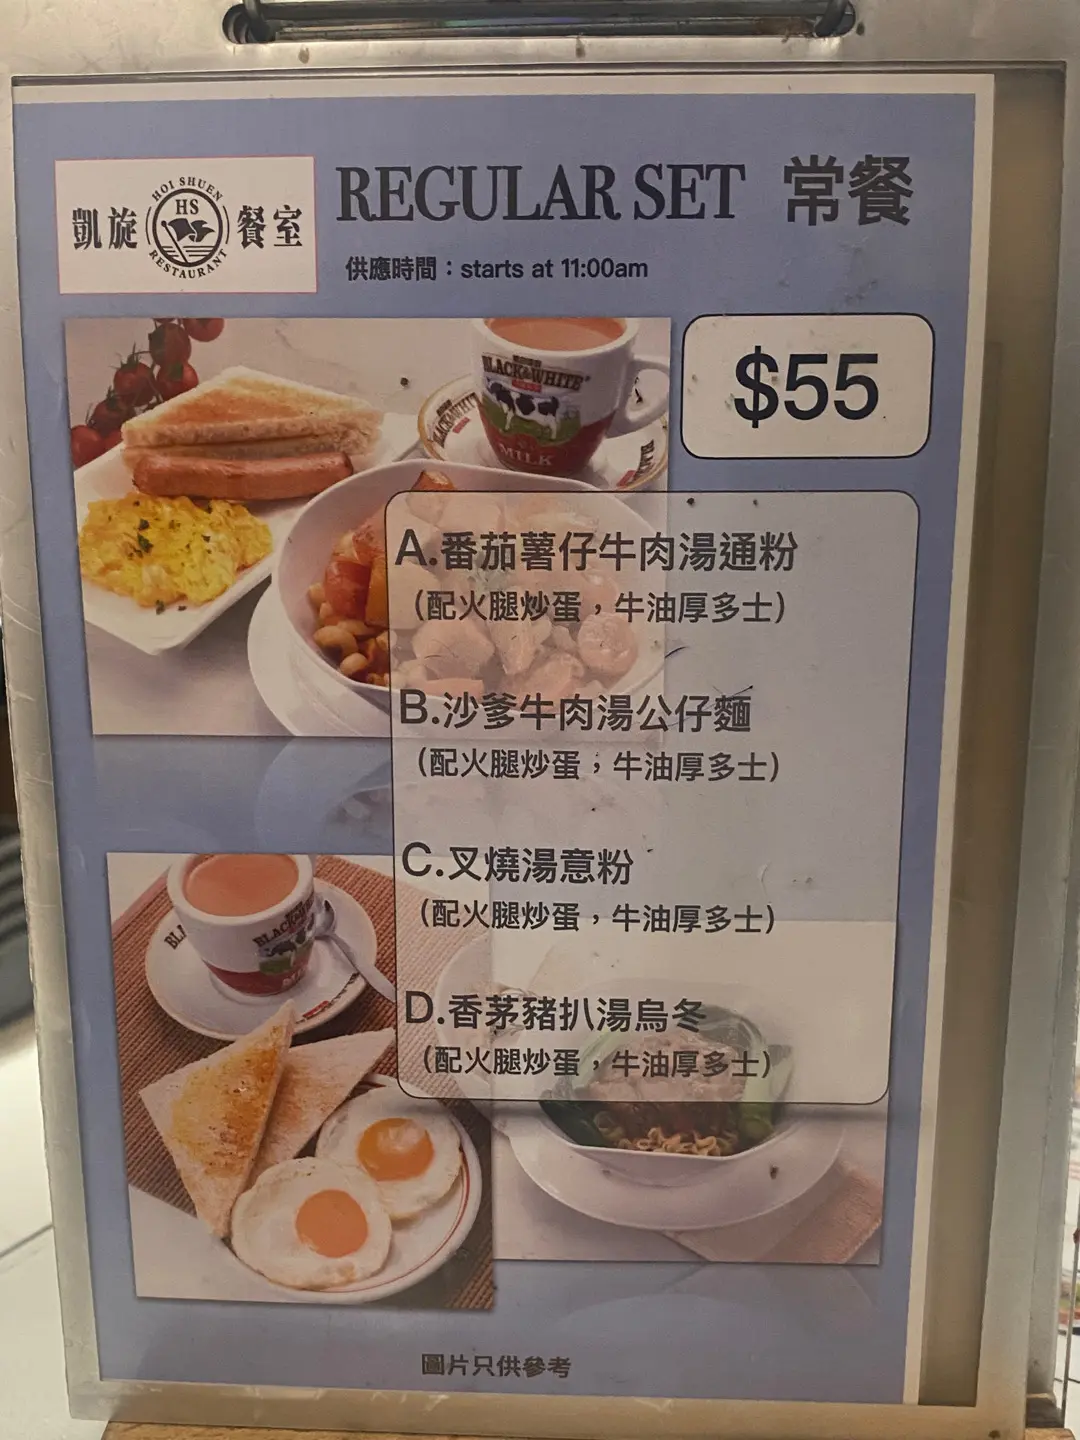 凱旋
HOI SHUEN
HS
RESTAURANT
餐室
REGULAR SET 常餐
供應時間：starts at 11:00am
$55
BLACK&WHITE
MILK
A.番茄薯仔牛肉湯通粉
（配火腿炒蛋，牛油厚多士）
B.沙爹牛肉湯公仔麵
（配火腿炒蛋，牛油厚多士）
C.叉燒湯意粉
（配火腿炒蛋，牛油厚多士）
D.香茅豬扒湯烏冬
（配火腿炒蛋，牛油厚多士）
圖片只供參考